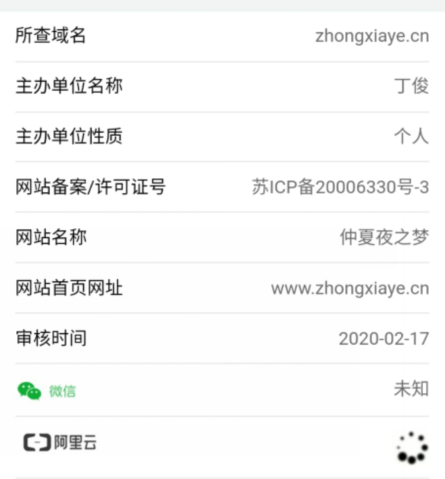 所查域名 zhongxiaye.cn
主办单位名称 丁俊
主办单位性质 个人
网站备案/许可证号 苏ICP备20006330号-3
网站名称 仲夏夜之梦
网站首页网址 www.zhongxiaye.cn
审核时间 2020-02-17
微信 未知
阿里云